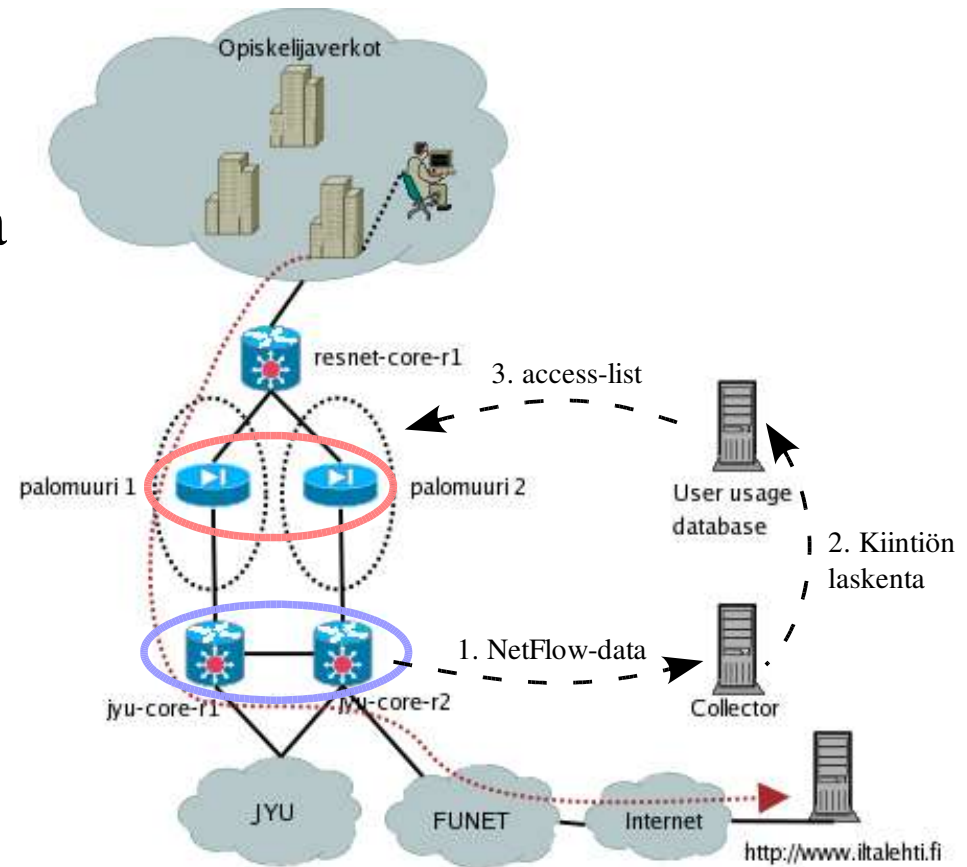 Opiskelijaverkot
a
resnet-core-r1
3. access-list
palomuuri 1
palomuuri 2
User usage
database
2. Kiintiön
laskenta
1. NetFlow-data
jyu-core-r1
jyu-core-r2
Collector
JYU
FUNET
Internet
http://www.iltalehti.fi